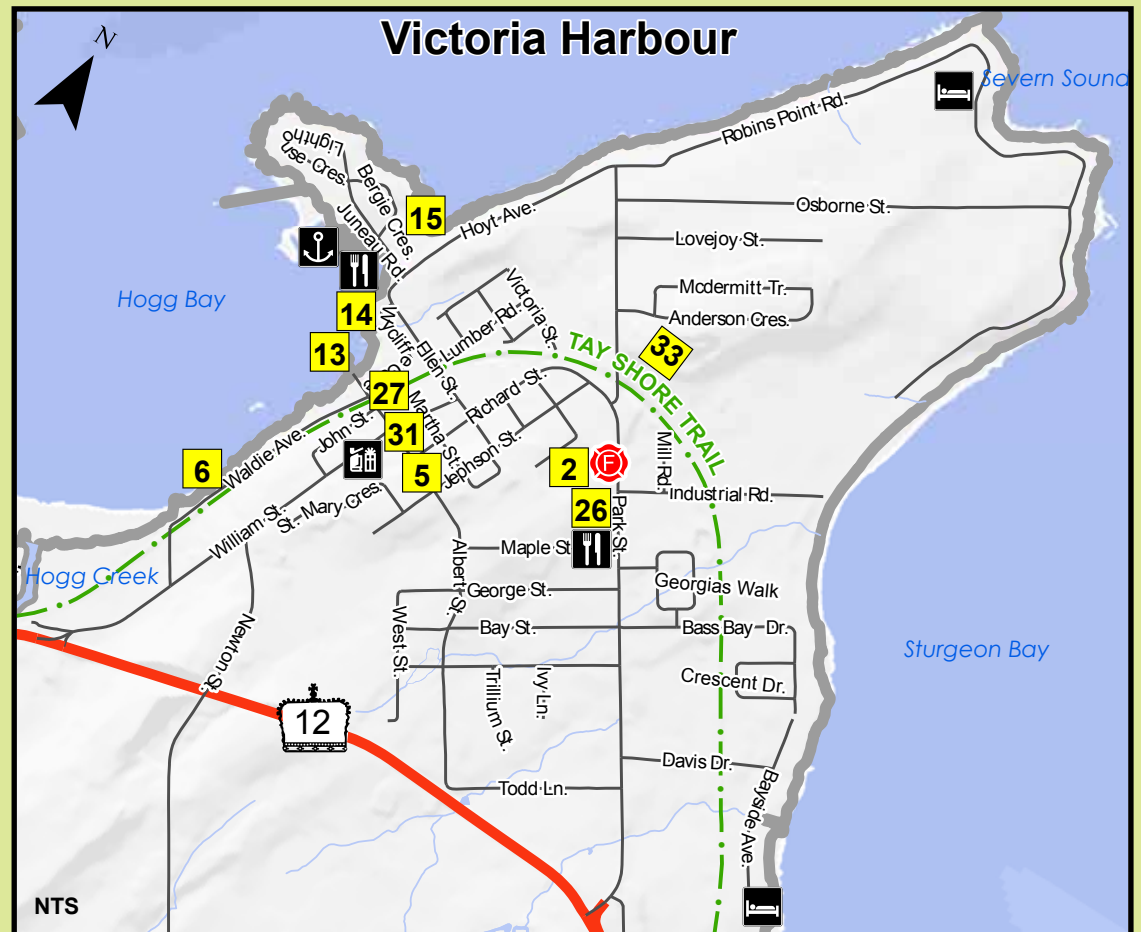 Victoria Harbour
N
Severn Sound
Robins Point Rd.
Lighthouse Cres.
Bergie Cres.
Juneau Rd.
15
Hoyt Ave.
Osborne St.
Lovejoy St.
Hogg Bay
Mcdermitt Tr.
Anderson Cres.
14
Wycliffe
Victoria St.
Lumber Rd.
Ellen St.
13
TAY SHORE TRAIL
33
27
Richard St.
John St.
Martha St.
31
Waldie Ave.
6
5
Jephson St.
2
F
Mill Rd.
Industrial Rd.
St. Mary Cres.
William St.
26
Park St.
Maple St
Albert St.
Hogg Creek
George St.
Georgias Walk
West St.
Bay St.
Bass Bay Dr.
Newton St.
Sturgeon Bay
Trillium St.
Ivy Ln.
Crescent Dr.
12
Davis Dr.
Todd Ln.
Bayside Ave.
NTS